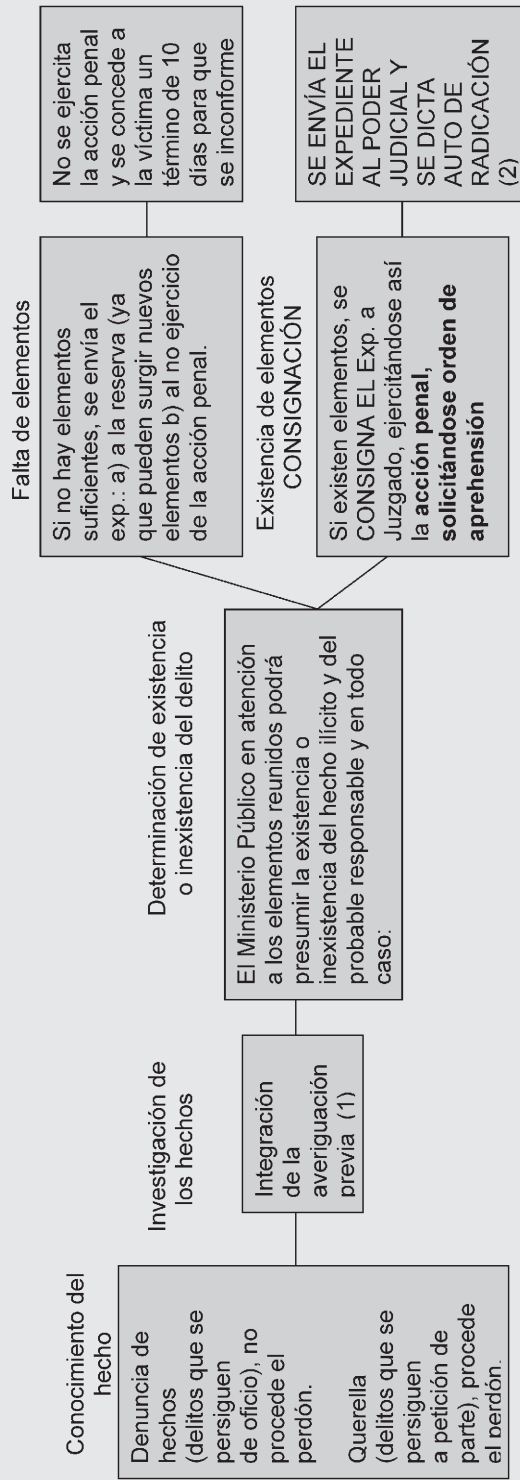 Conocimiento del
hecho
Denuncia de
hechos
(delitos que se
persiguen
de oficio), no
procede el
perdón.
Querella
(delitos que se
persiguen
a petición de
parte), procede
el perdón.
Investigación de
los hechos
Integración
de la
averiguación
previa (1)
Determinación de existencia
o inexistencia del delito
El Ministerio Público en atención
a los elementos reunidos podrá
presumir la existencia o
inexistencia del hecho ilícito y del
probable responsable y en todo
caso:
Falta de elementos
Si no hay elementos
suficientes, se envía el
exp.: a) a la reserva (ya
que pueden surgir nuevos
elementos b) al no ejercicio
de la acción penal.
No se ejercita
la acción penal
y se concede a
la víctima un
término de 10
días para que
se inconforme
Existencia de elementos
CONSIGNACIÓN
Si existen elementos, se
CONSIGNA EL Exp. a
Juzgado, ejercitándose así
la acción penal,
solicitándose orden de
aprehensión
SE ENVÍA EL
EXPEDIENTE
AL PODER
JUDICIAL Y
SE DICTA
AUTO DE
RADICACIÓN
(2)